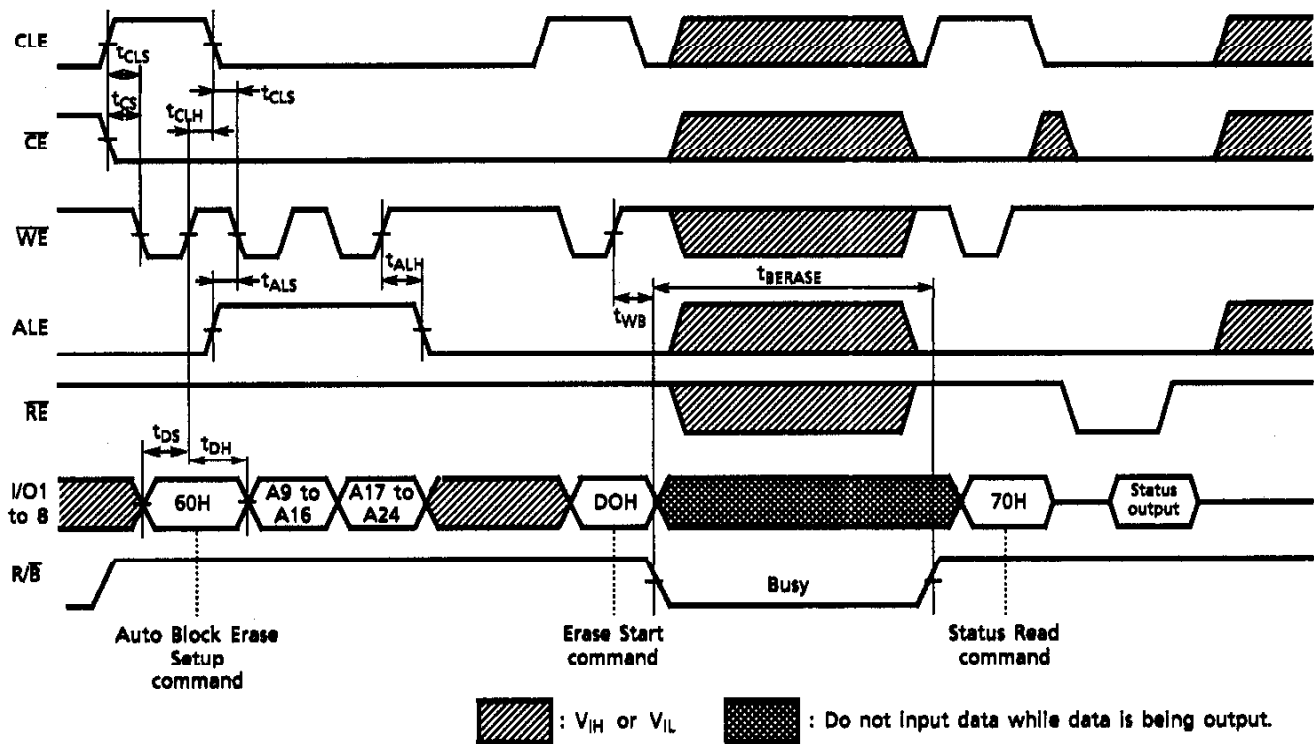 CLE
tCLS
tCS
tCLH
tCLS
CE
WE
tALS
tALH
tWB
tBERASE
ALE
RE
tDS
tDH
I/O1
to 8
60H
A9 to
A16
A17 to
A24
DOH
70H
Status
output
R/B
Busy
Auto Block Erase
Setup
command
Erase Start
command
Status Read
command
: VIH or VIL
: Do not input data while data is being output.